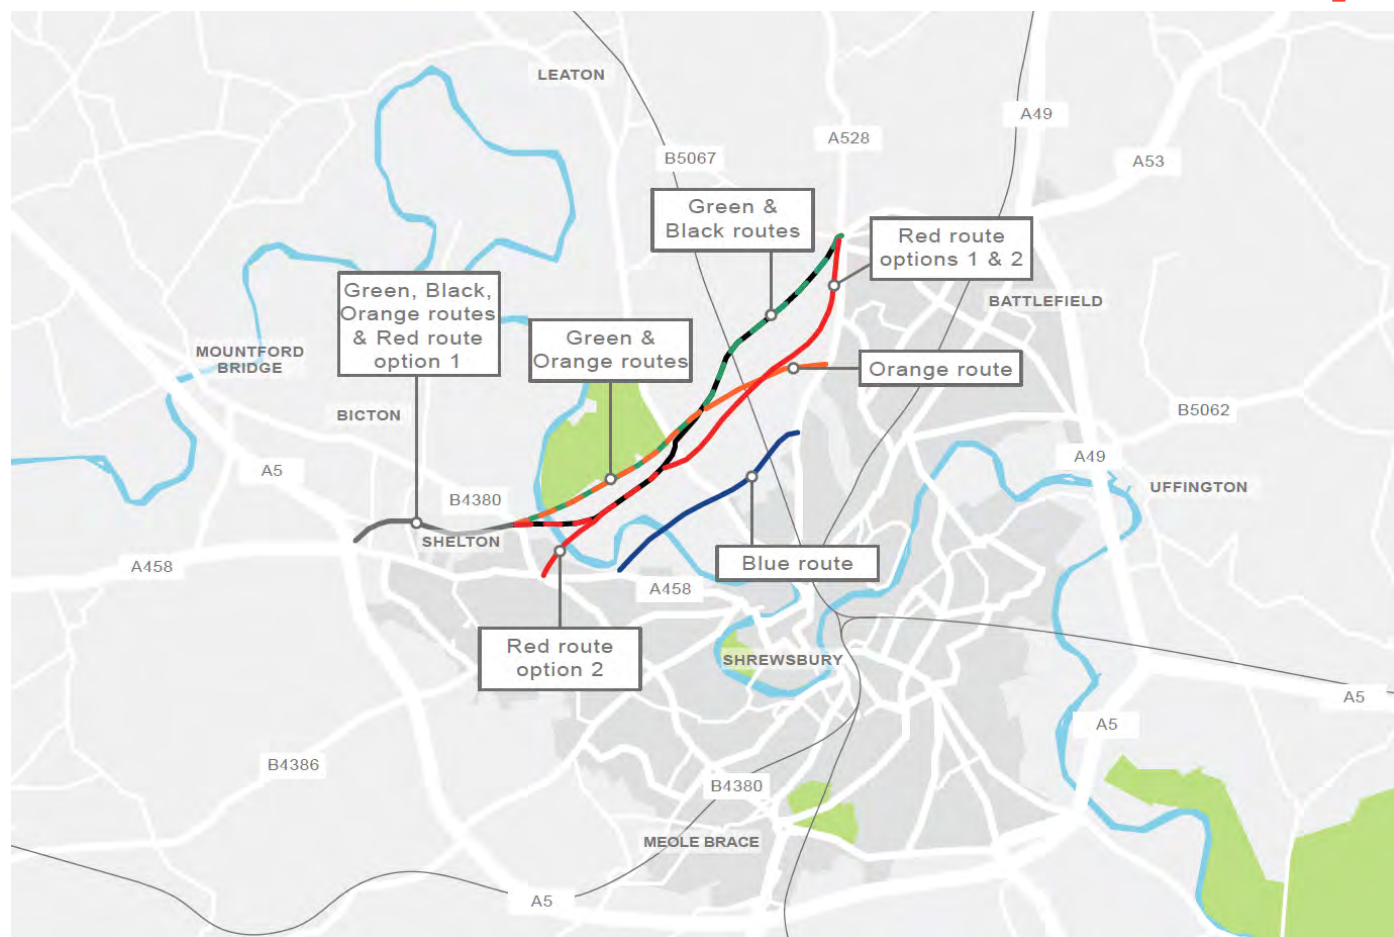 LEATON
A49
A528
B5067
A53
Green &
Black routes
Red route
options 1 & 2
Green, Black,
Orange routes
& Red route
option 1
BATTLEFIELD
Green &
Orange routes
MOUNTFORD
BRIDGE
Orange route
BICTON
B5062
A5
A49
UFFINGTON
B4380
SHELTON
A458
Blue route
A458
Red route
option 2
SHREWSBURY
A5
A5
B4386
B4380
MEOLE BRACE
A5